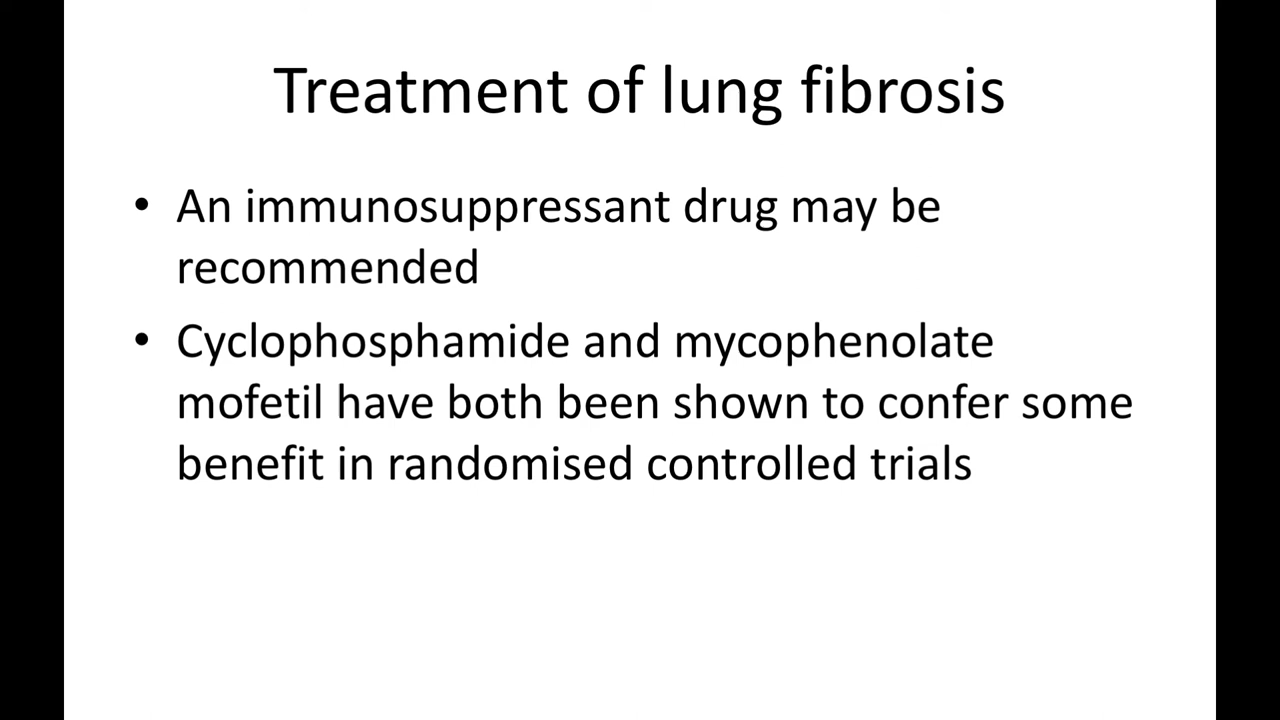 Treatment of lung fibrosis
• An immunosuppressant drug may be
recommended
• Cyclophosphamide and mycophenolate
mofetil have both been shown to confer some
benefit in randomised controlled trials